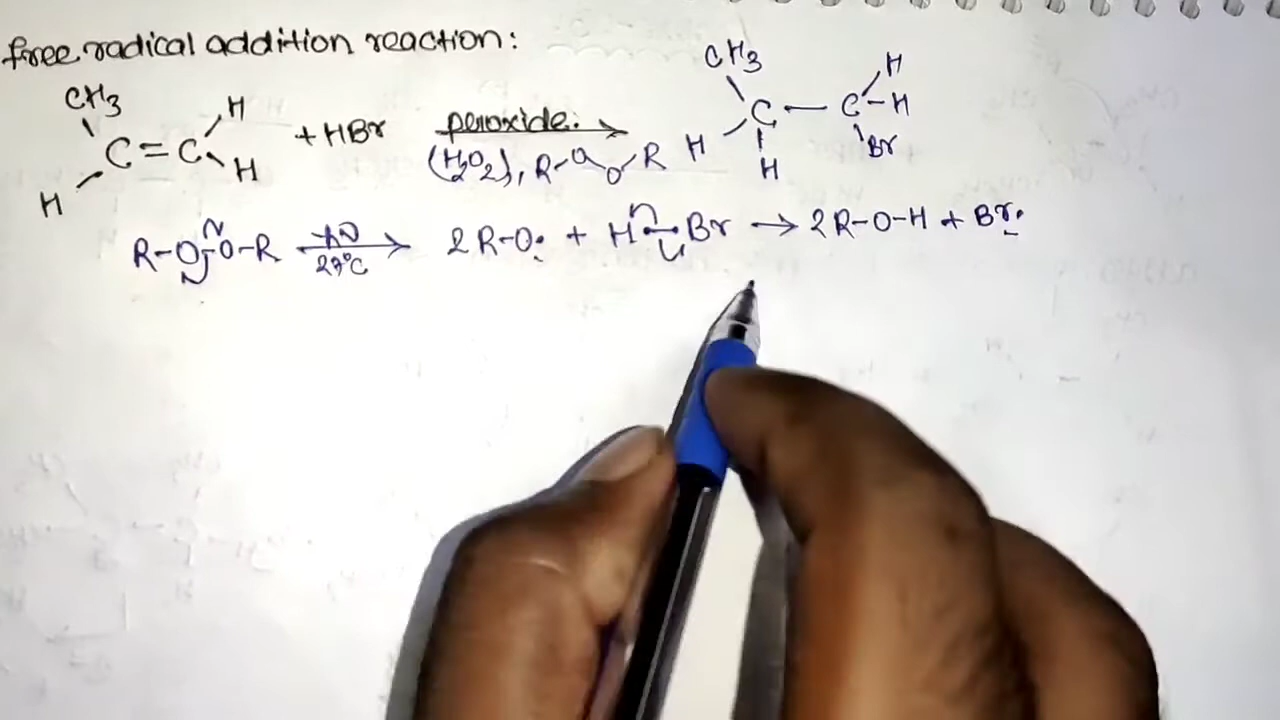 free radical addition reaction:
CH3 H CH3 H
C=C + HBr peroxide: C — C - H
H H (H2O2), R-O-O-R H H Br
R-O-O-R hν 2R-O• + H-Br → 2R-O-H + Br•
27°C